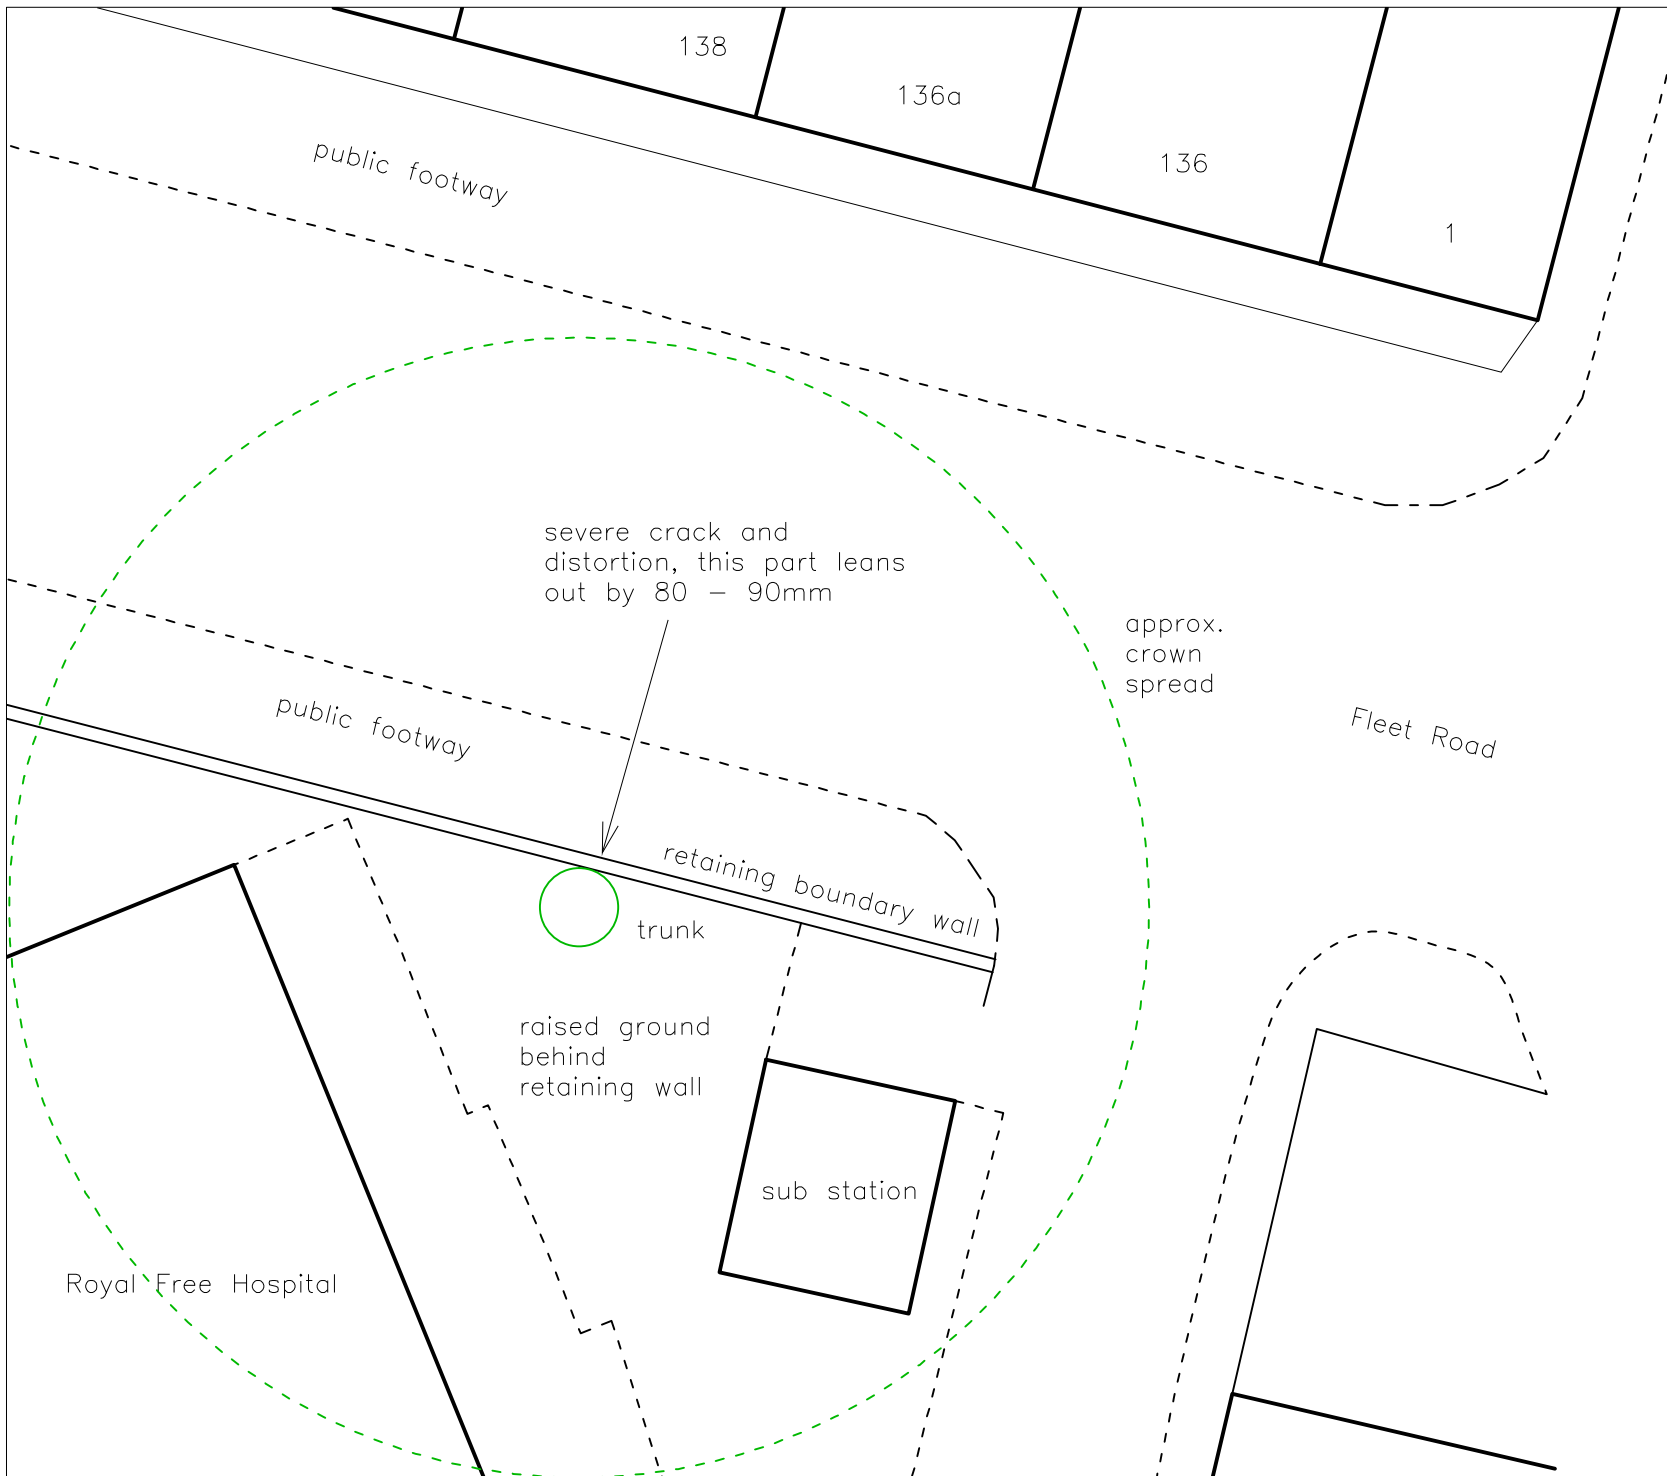 138
136a
136
1
public footway
severe crack and
distortion, this part leans
out by 80 – 90mm
approx.
crown
spread
Fleet Road
public footway
retaining boundary wall
trunk
raised ground
behind
retaining wall
sub station
Royal Free Hospital